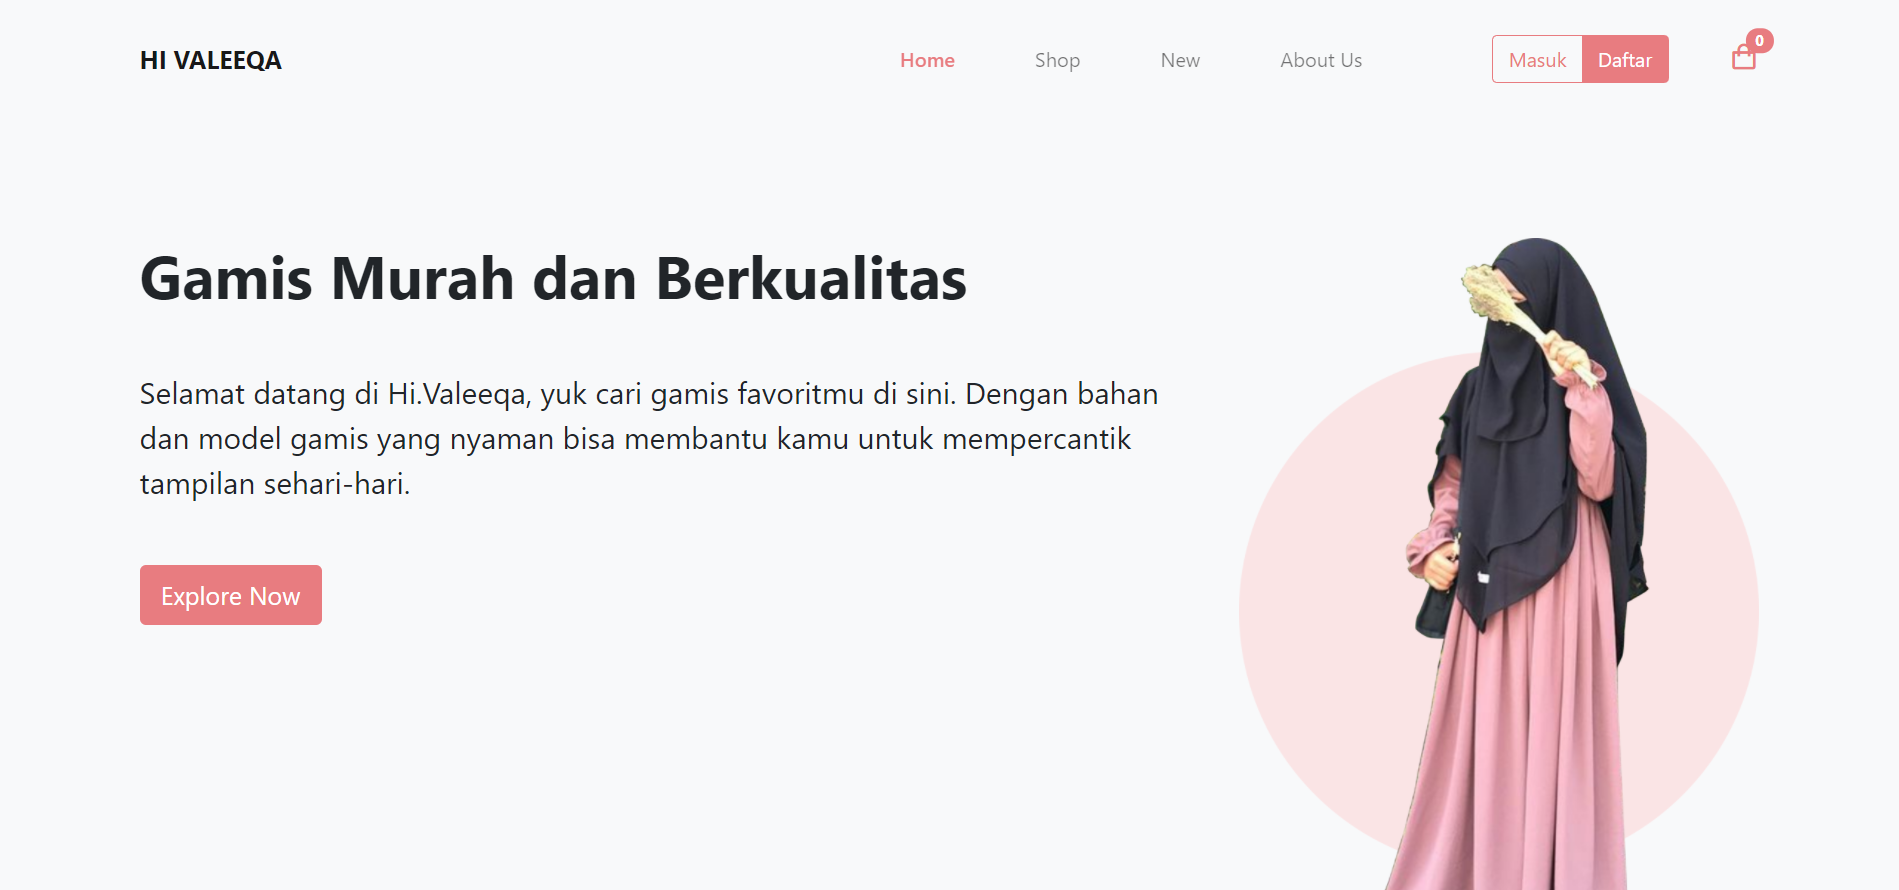 HI VALEEQA
Home
Shop
New
About Us
Masuk
Daftar
0
Gamis Murah dan Berkualitas
Selamat datang di Hi.Valeeqa, yuk cari gamis favoritmu di sini. Dengan bahan
dan model gamis yang nyaman bisa membantu kamu untuk mempercantik
tampilan sehari-hari.
Explore Now